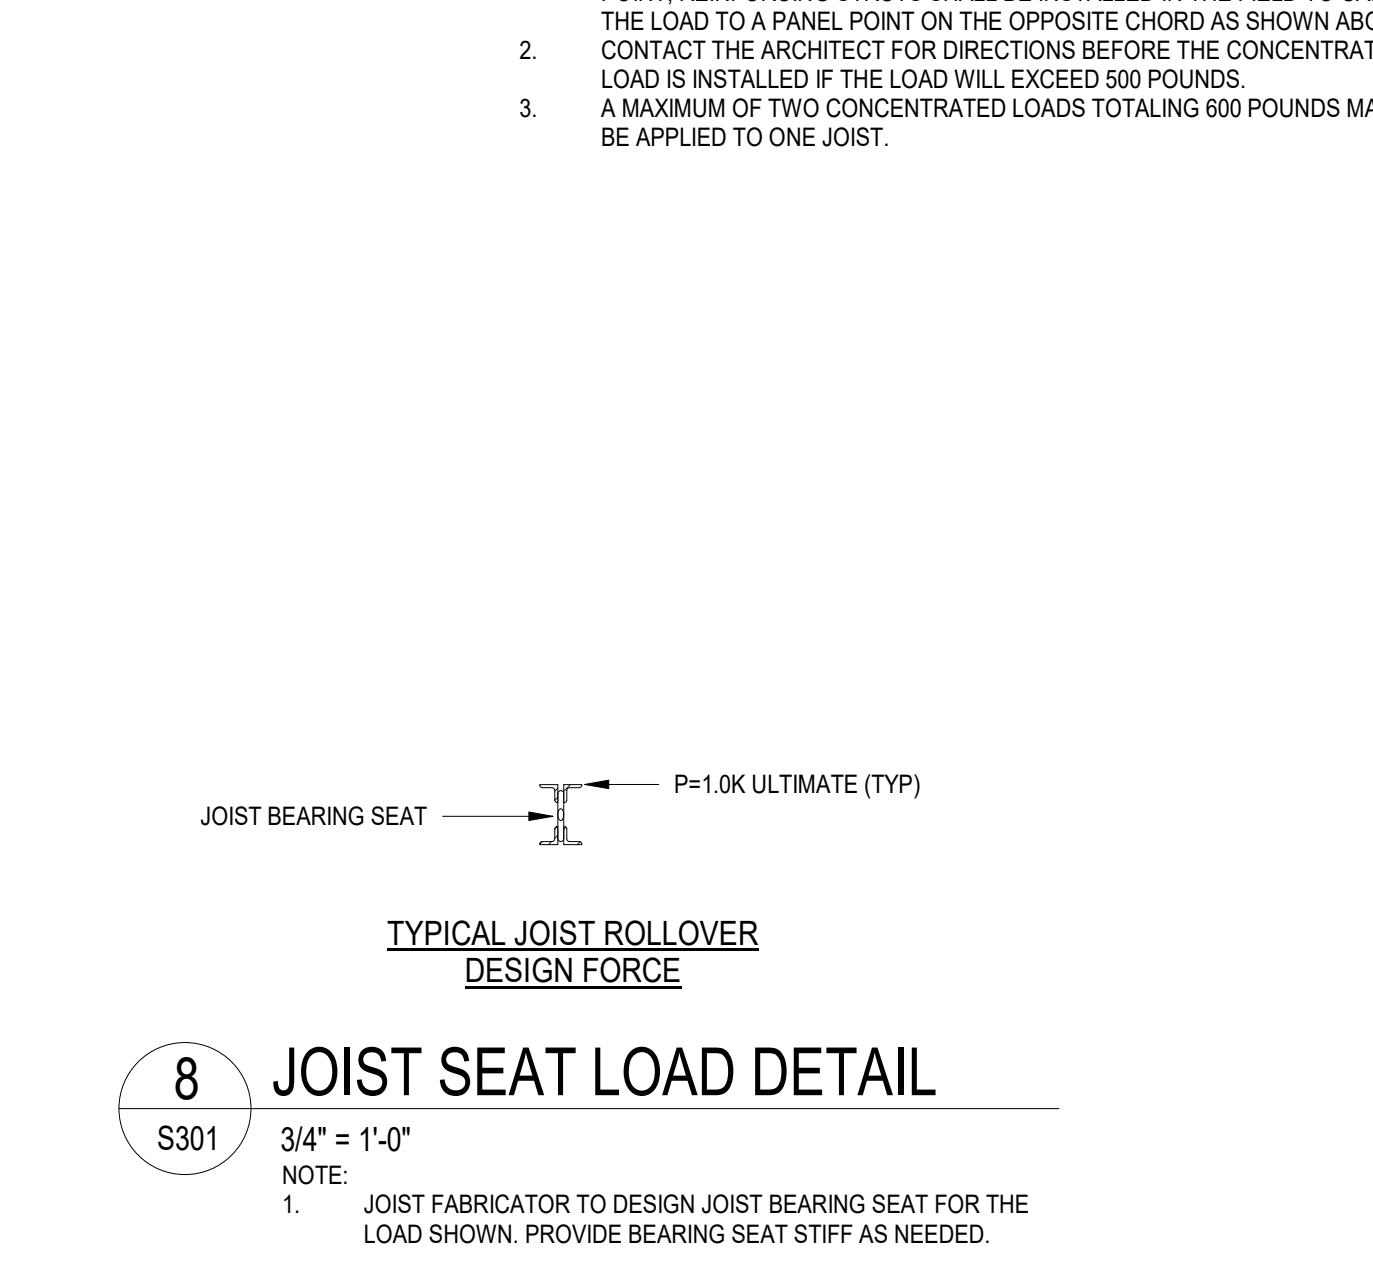 THE LOAD TO A PANEL POINT ON THE OPPOSITE CHORD AS SHOWN
2. CONTACT THE ARCHITECT FOR DIRECTIONS BEFORE THE CONCENTRAT
LOAD IS INSTALLED IF THE LOAD WILL EXCEED 500 POUNDS.
3. A MAXIMUM OF TWO CONCENTRATED LOADS TOTALING 600 POUNDS MA
BE APPLIED TO ONE JOIST.
P=1.0K ULTIMATE (TYP)
JOIST BEARING SEAT
TYPICAL JOIST ROLLOVER
DESIGN FORCE
8
JOIST SEAT LOAD DETAIL
S301
3/4" = 1'-0"
NOTE:
1. JOIST FABRICATOR TO DESIGN JOIST BEARING SEAT FOR THE
LOAD SHOWN. PROVIDE BEARING SEAT STIFF AS NEEDED.